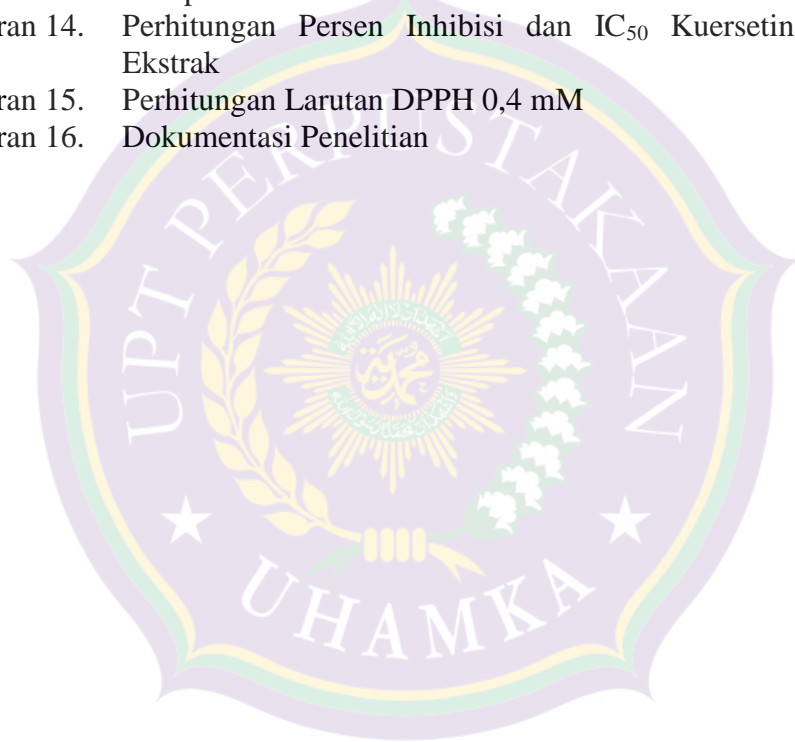 ran 14. Perhitungan Persen Inhibisi dan IC₅₀ Kuersetin
Ekstrak
ran 15. Perhitungan Larutan DPPH 0,4 mM
ran 16. Dokumentasi Penelitian
UPT PERPUSTAKAAN
UHAMKA